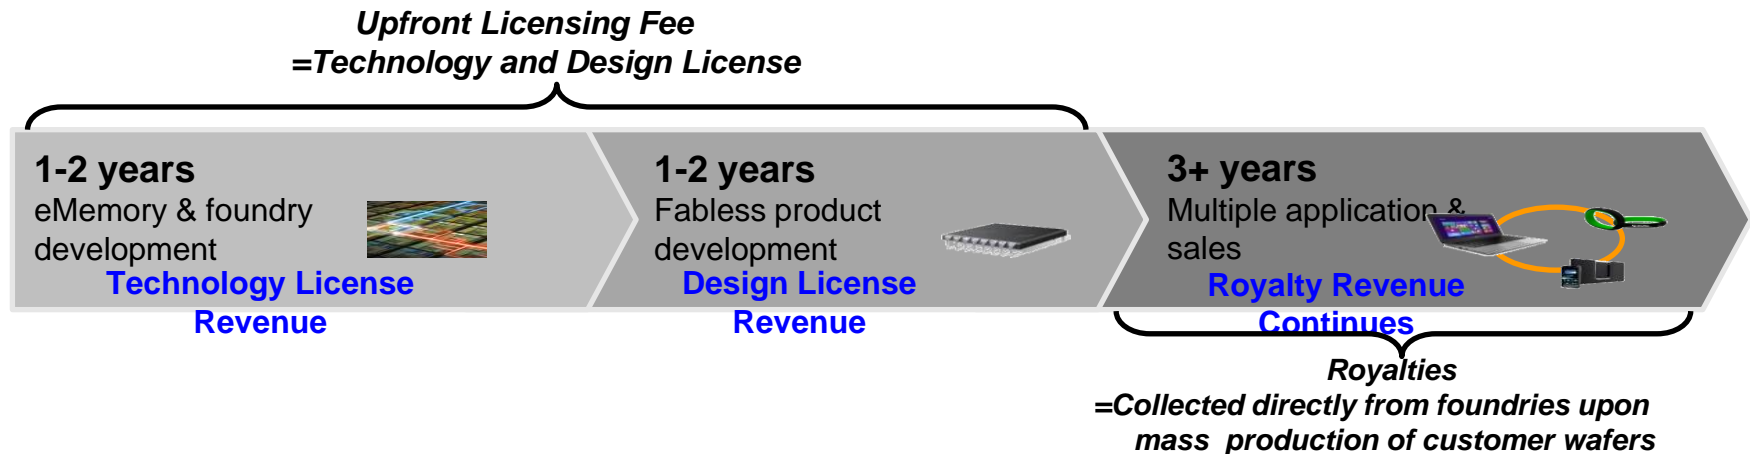 Upfront Licensing Fee
=Technology and Design License
1-2 years
eMemory & foundry
development
Technology License
Revenue
1-2 years
Fabless product
development
Design License
Revenue
3+ years
Multiple application &
sales
Royalty Revenue
Continues
Royalties
=Collected directly from foundries upon
mass production of customer wafers